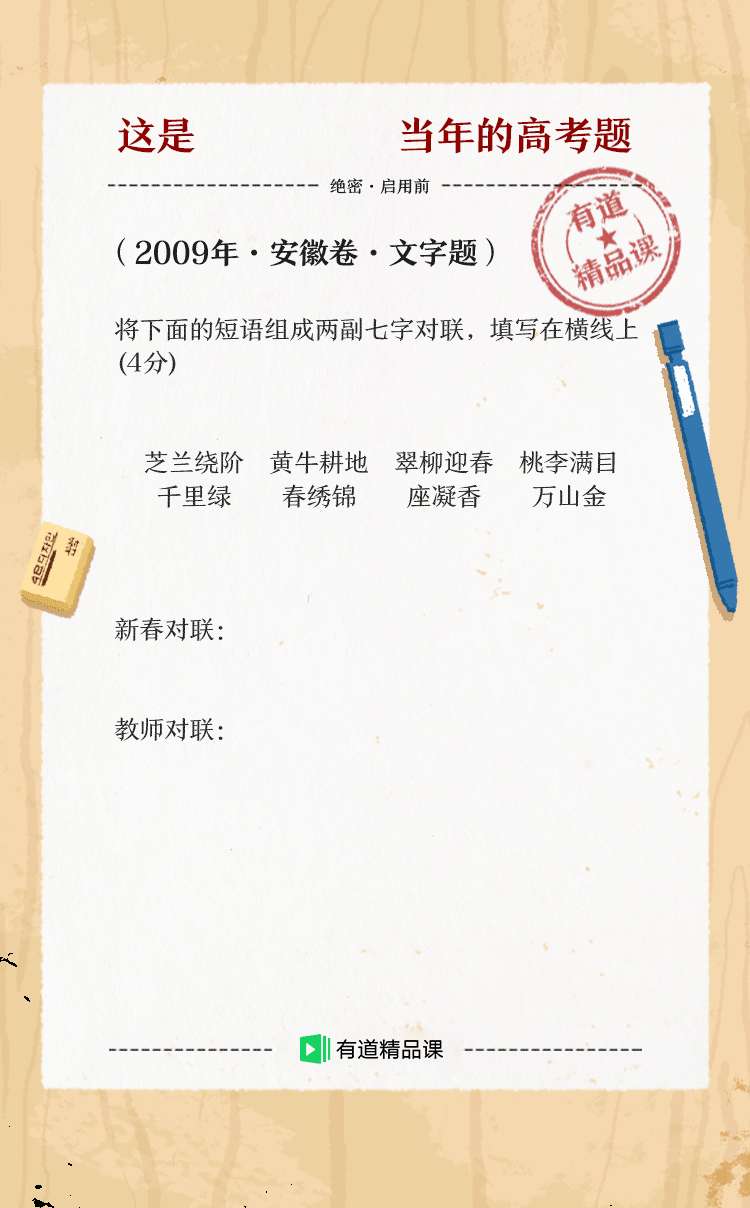 这是 当年的高考题
绝密·启用前
有道
精品课
（2009年·安徽卷·文字题）
将下面的短语组成两副七字对联，填写在横线上
(4分)
芝兰绕阶 黄牛耕地 翠柳迎春 桃李满目
千里绿 春绣锦 座凝香 万山金
新春对联：
教师对联：
有道精品课